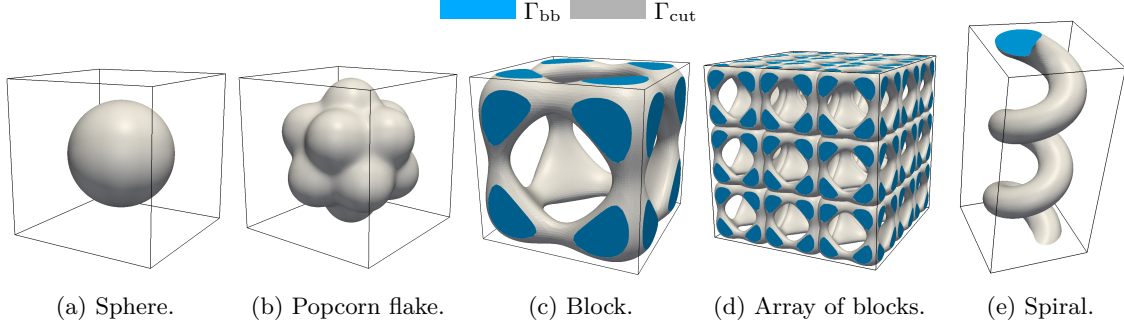 Γbb Γcut
(a) Sphere. (b) Popcorn flake. (c) Block. (d) Array of blocks. (e) Spiral.